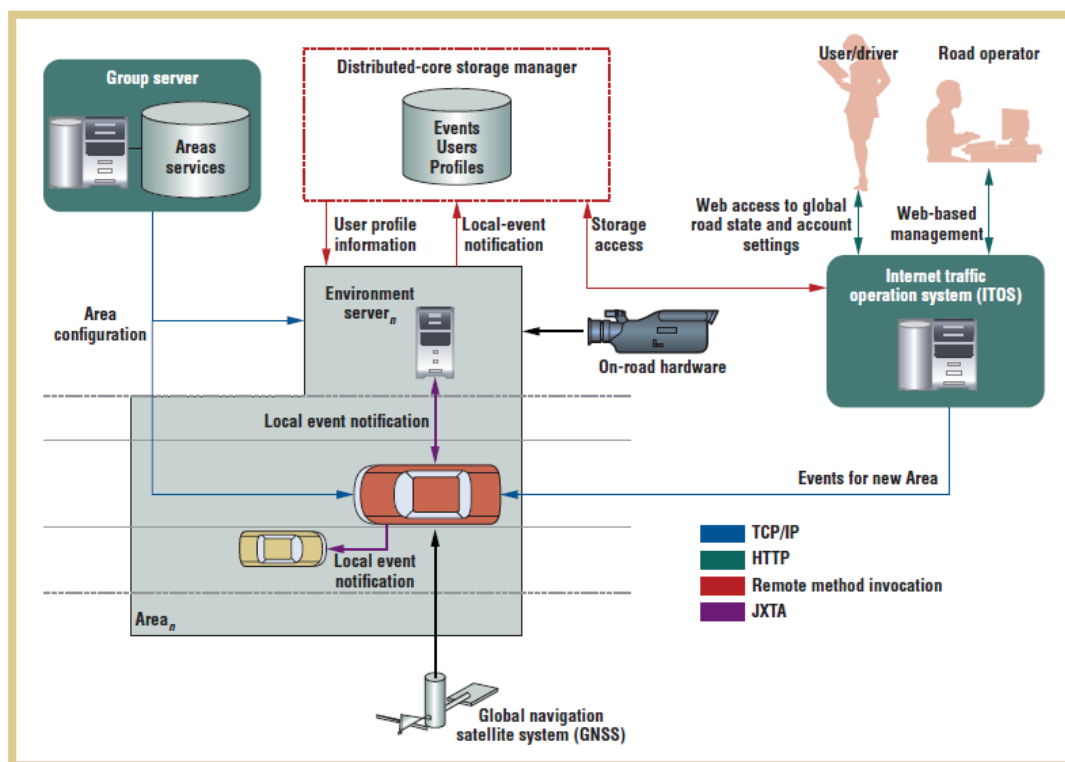 Group server
Areas
services
Distributed-core storage manager
Events
Users
Profiles
User/driver
Road operator
User profile
information
Local-event
notification
Storage
access
Web access to global
road state and account
settings
Web-based
management
Internet traffic
operation system (ITOS)
Area
configuration
Environment
server n
On-road hardware
Local event notification
Events for new Area
Local event
notification
TCP/IP
HTTP
Remote method invocation
JXTA
Area n
Global navigation
satellite system (GNSS)